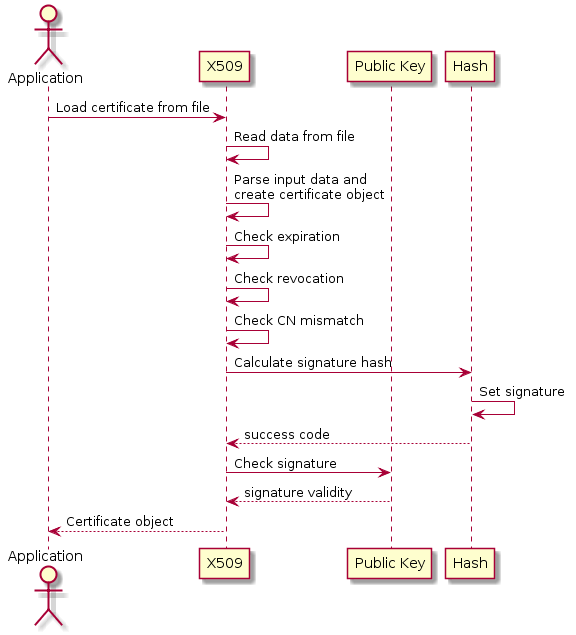 Application
X509
Public Key
Hash
Load certificate from file
Read data from file
Parse input data and
create certificate object
Check expiration
Check revocation
Check CN mismatch
Calculate signature hash
Set signature
success code
Check signature
signature validity
Certificate object
Application
X509
Public Key
Hash